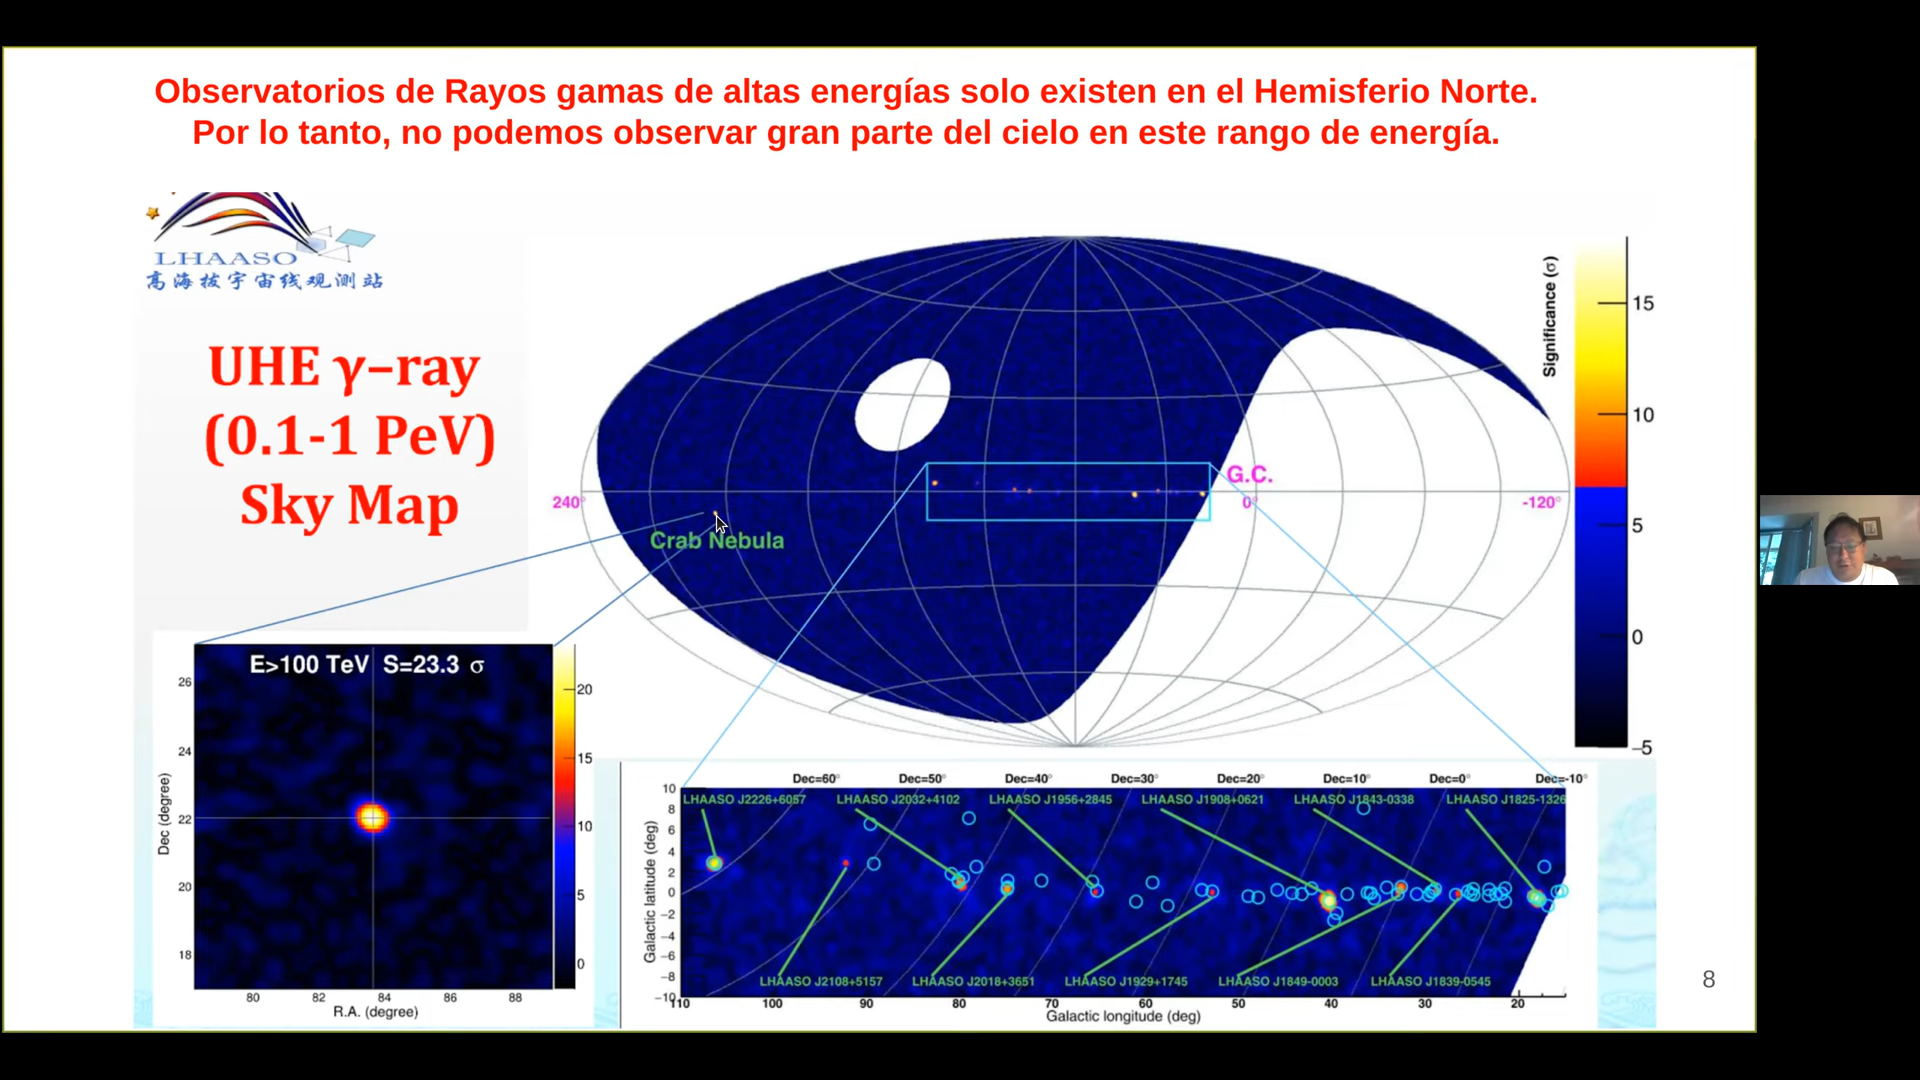 Observatorios de Rayos gamas de altas energías solo existen en el Hemisferio Norte.
Por lo tanto, no podemos observar gran parte del cielo en este rango de energía.
LHAASO
高海拔宇宙线观测站
UHE γ-ray
(0.1-1 PeV)
Sky Map
240°
G.C.
0°
-120°
Crab Nebula
Significance (σ)
15
10
5
0
-5
E>100 TeV S=23.3 σ
26
24
22
20
18
Dec (degree)
80 82 84 86 88
R.A. (degree)
20
15
10
5
0
Dec=60° Dec=50° Dec=40° Dec=30° Dec=20° Dec=10° Dec=0° Dec=-10°
LHAASO J2226+6057 LHAASO J2032+4102 LHAASO J1956+2845 LHAASO J1908+0621 LHAASO J1843-0338 LHAASO J1825-1326
10
8
6
4
2
0
-2
-4
-6
-8
-10
Galactic latitude (deg)
LHAASO J2108+5157 LHAASO J2018+3651 LHAASO J1929+1745 LHAASO J1849-0003 LHAASO J1839-0545
110 100 90 80 70 60 50 40 30 20
Galactic longitude (deg)
8